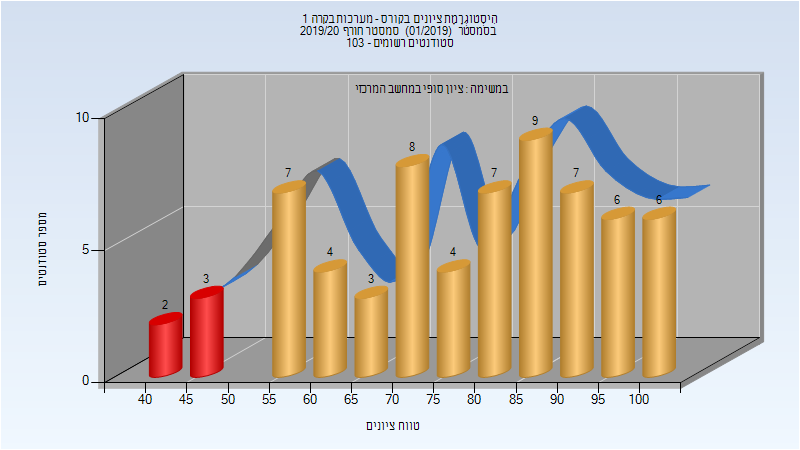 היסטוגרמת ציונים בקורס - מערכות בקרה 1
בסמסטר (01/2019) סמסטר חורף 2019/20
סטודנטים רשומים - 103
במשימה : ציון סופי במחשב המרכזי
מספר סטודנטים
10
5
0
2
3
7
4
3
8
4
7
9
7
6
6
40 45 50 55 60 65 70 75 80 85 90 95 100
טווח ציונים